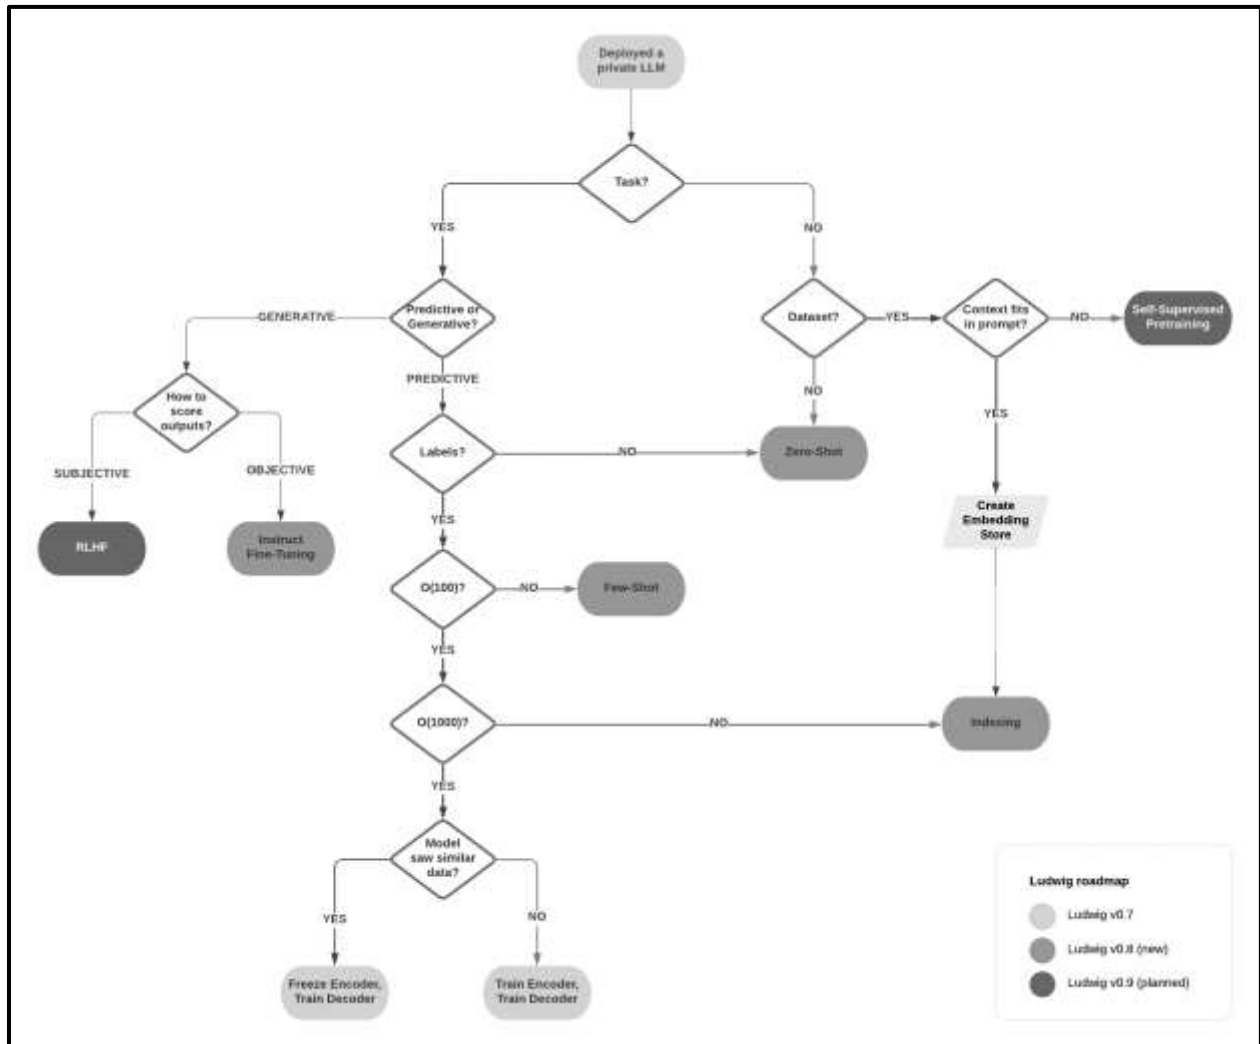 Deployed a
private LLM
Task?
YES
NO
Predictive or
Generative?
GENERATIVE
Dataset?
YES
Context fits
in prompt?
NO
Self-Supervised
Pretraining
PREDICTIVE
NO
How to
score
outputs?
YES
Labels?
NO
Zero-Shot
SUBJECTIVE
OBJECTIVE
YES
Create
Embedding
Store
RLHF
Instruct
Fine-Tuning
O(100)?
NO
Few-Shot
YES
O(1000)?
NO
Indexing
YES
Model
saw similar
data?
YES
NO
Freeze Encoder,
Train Decoder
Train Encoder,
Train Decoder
Ludwig roadmap
Ludwig v0.7
Ludwig v0.8 (new)
Ludwig v0.9 (planned)